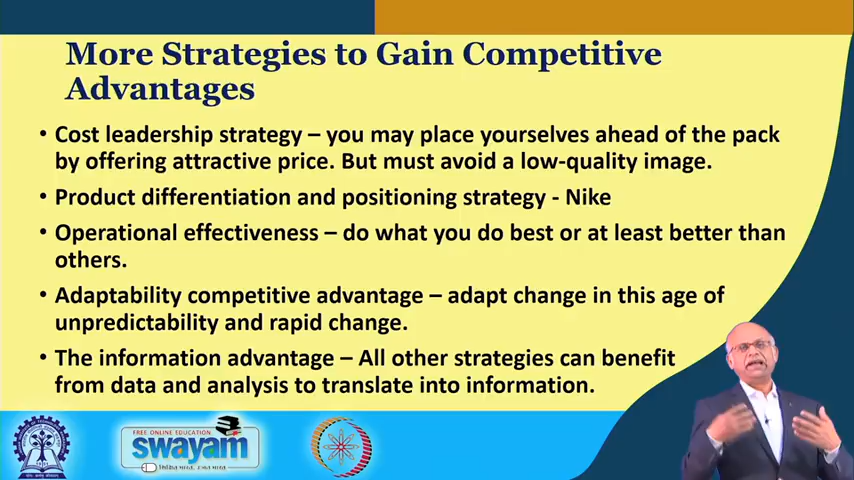 More Strategies to Gain Competitive
Advantages
• Cost leadership strategy – you may place yourselves ahead of the pack
by offering attractive price. But must avoid a low-quality image.
• Product differentiation and positioning strategy - Nike
• Operational effectiveness – do what you do best or at least better than
others.
• Adaptability competitive advantage – adapt change in this age of
unpredictability and rapid change.
• The information advantage – All other strategies can benefit
from data and analysis to translate into information.
FREE ONLINE EDUCATION
swayam